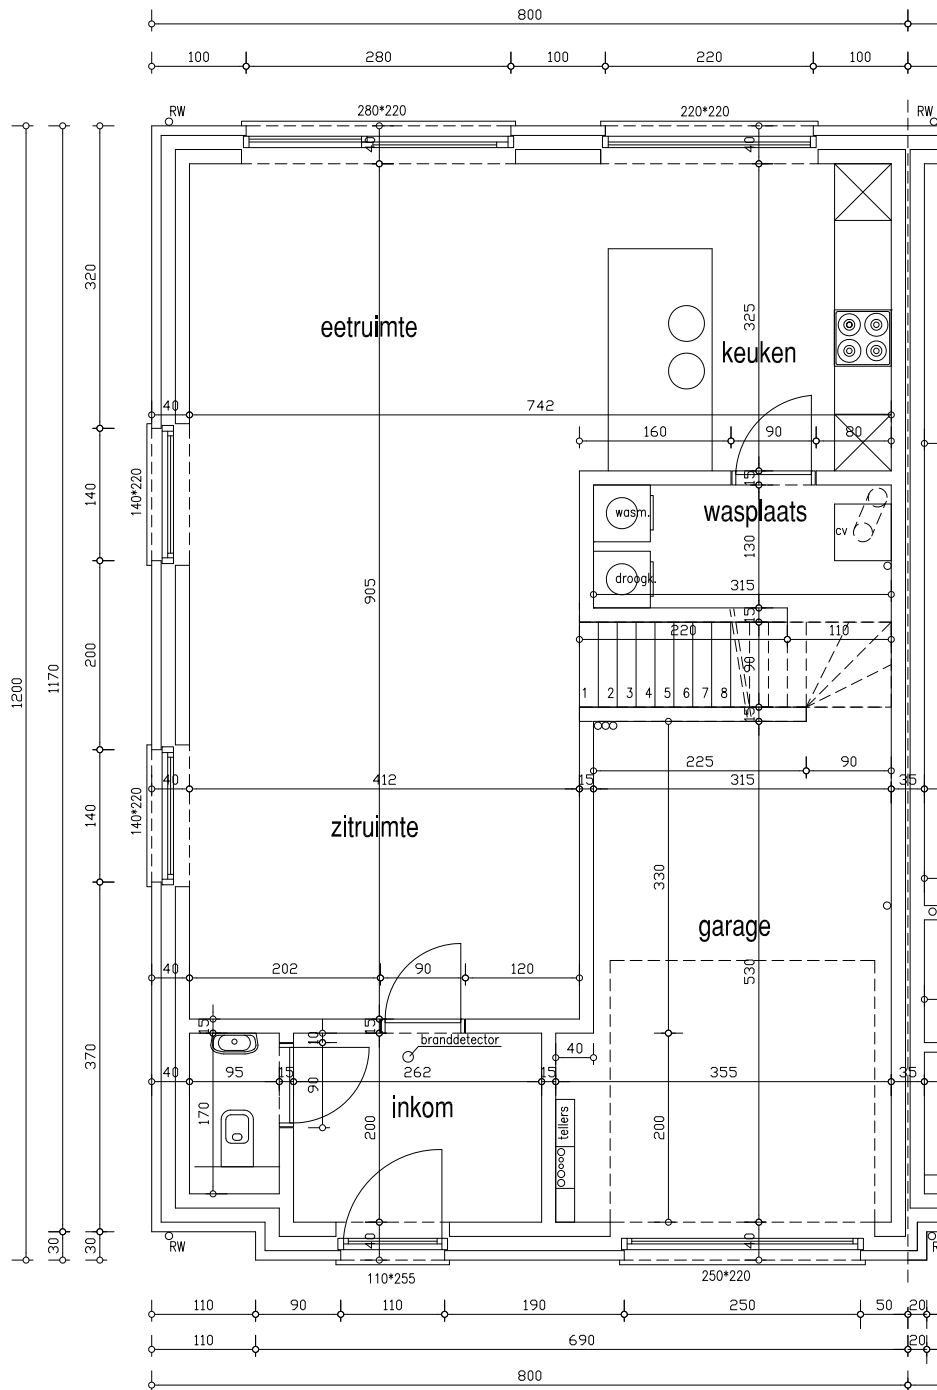 800
100 280 100 220 100
RW 280*220 220*220 RW
40 40
320
eetruimte
325
keuken
40 742
160 90 80
140 140*220
15
wasm. wasplaats
cv
130
droogk. 315
905
15
220 110
200
90
1 2 3 4 5 6 7 8
1200 1170
15
225 90
40 412 15 315 35
140 140*220
zitruimte
330
garage
530
40 202 90 120
15 10 15
branddetector
40
370
40 95 15 262 15 355 35
90
inkom
170 200 tellers 200
30 30 RW 40 40
110*255 250*220
110 90 110 190 250 50 20
110 690 20
800